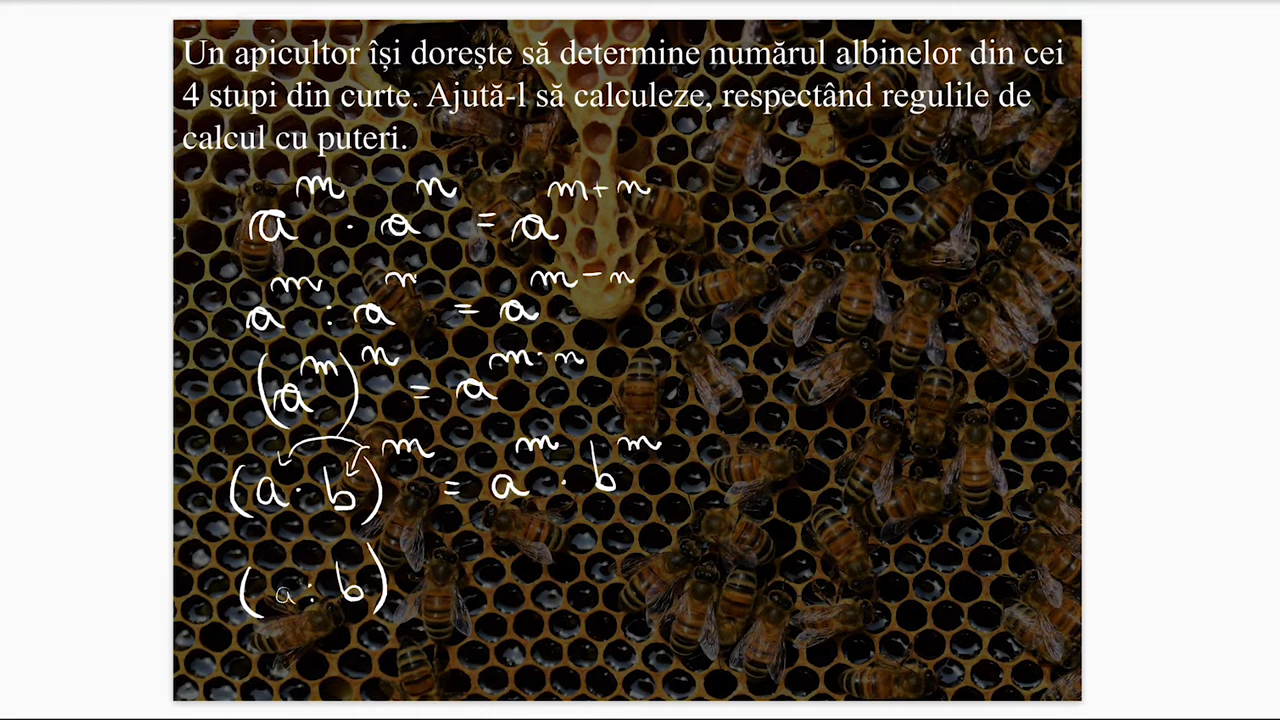 Un apicultor își dorește să determine numărul albinelor din cei
4 stupi din curte. Ajută-l să calculeze, respectând regulile de
calcul cu puteri.
a^m · a^n = a^{m+n}
a^m : a^n = a^{m-n}
(a^m)^n = a^{m·n}
(a · b)^m = a^m · b^m
(a : b)